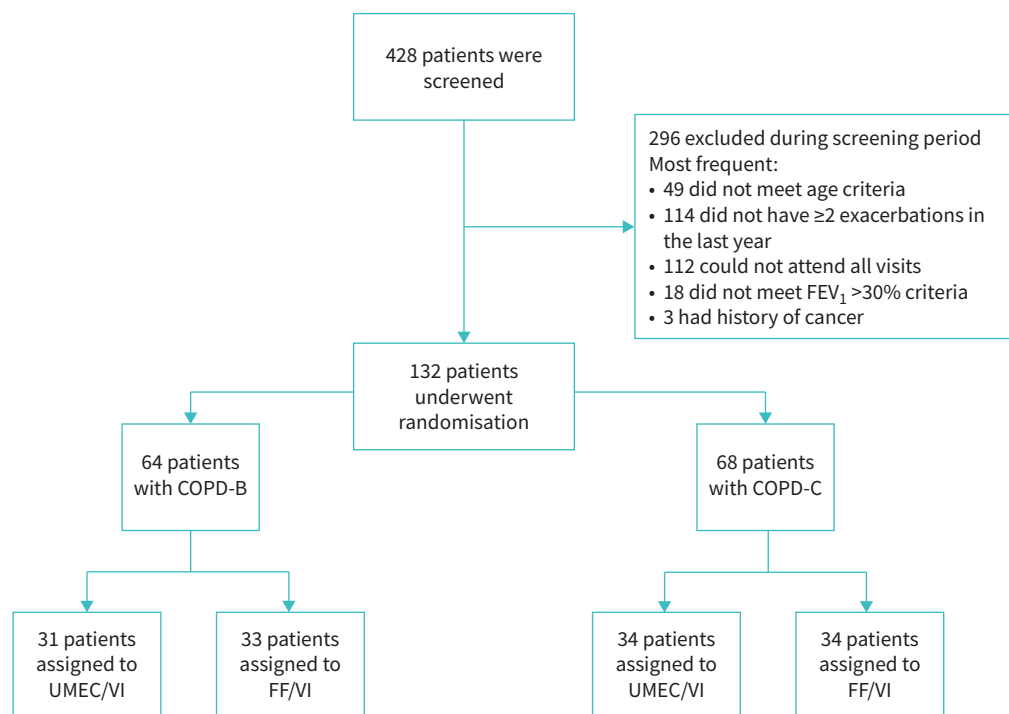 428 patients were
screened
296 excluded during screening period
Most frequent:
• 49 did not meet age criteria
• 114 did not have ≥2 exacerbations in
the last year
• 112 could not attend all visits
• 18 did not meet FEV₁ >30% criteria
• 3 had history of cancer
132 patients
underwent
randomisation
64 patients
with COPD-B
68 patients
with COPD-C
31 patients
assigned to
UMEC/VI
33 patients
assigned to
FF/VI
34 patients
assigned to
UMEC/VI
34 patients
assigned to
FF/VI